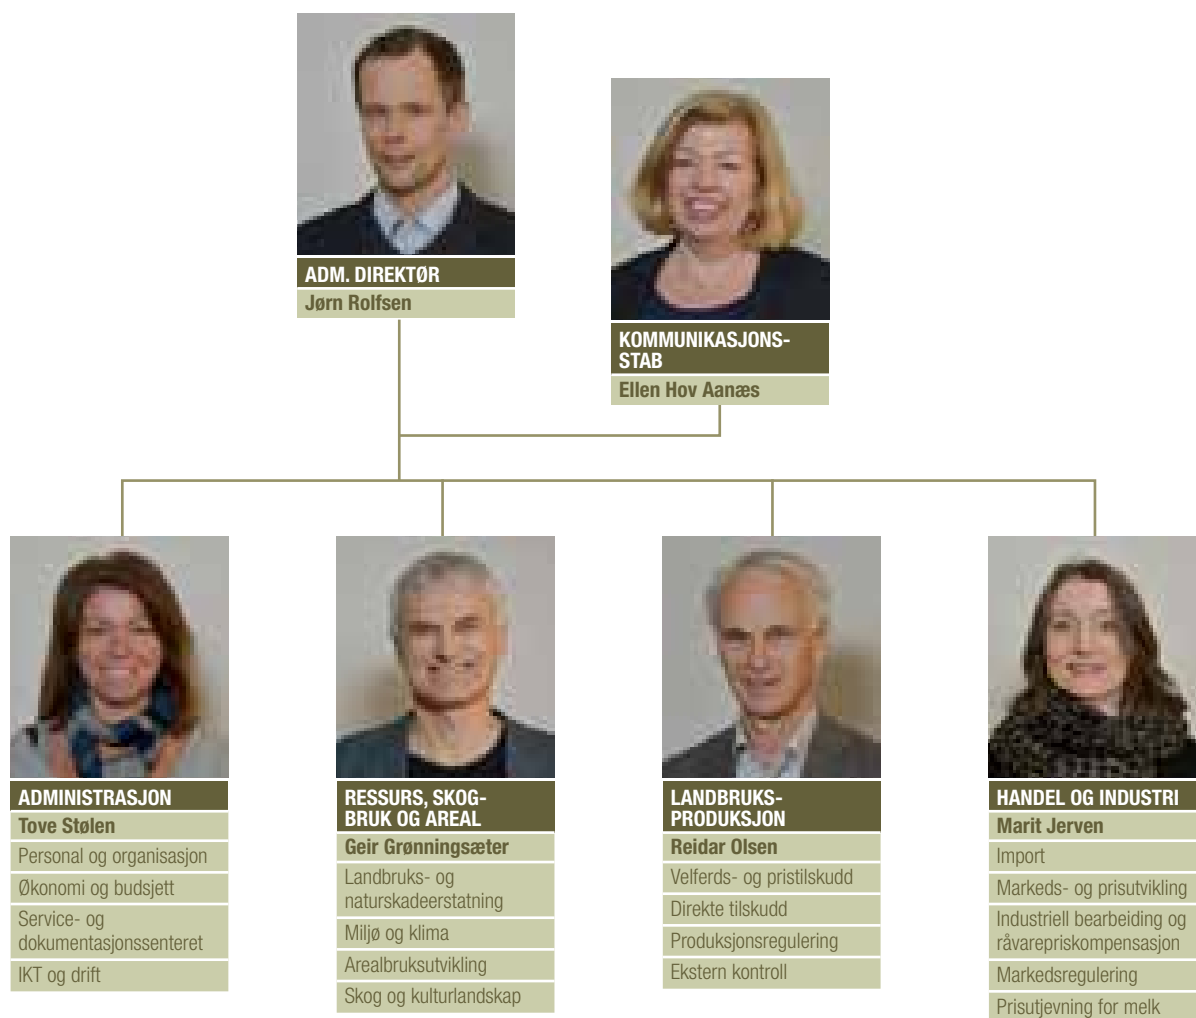 ADM. DIREKTØR
Jørn Rolfsen
KOMMUNIKASJONS-
STAB
Ellen Hov Aanæs
ADMINISTRASJON
Tove Stølen
Personal og organisasjon
Økonomi og budsjett
Service- og
dokumentasjonssenteret
IKT og drift
RESSURS, SKOG-
BRUK OG AREAL
Geir Grønningsæter
Landbruks- og
naturskadeerstatning
Miljø og klima
Arealbruksutvikling
Skog og kulturlandskap
LANDBRUKS-
PRODUKSJON
Reidar Olsen
Velferds- og pristilskudd
Direkte tilskudd
Produksjonsregulering
Ekstern kontroll
HANDEL OG INDUSTRI
Marit Jerven
Import
Markeds- og prisutvikling
Industriell bearbeiding og
råvarepriskompensasjon
Markedsregulering
Prisutjevning for melk